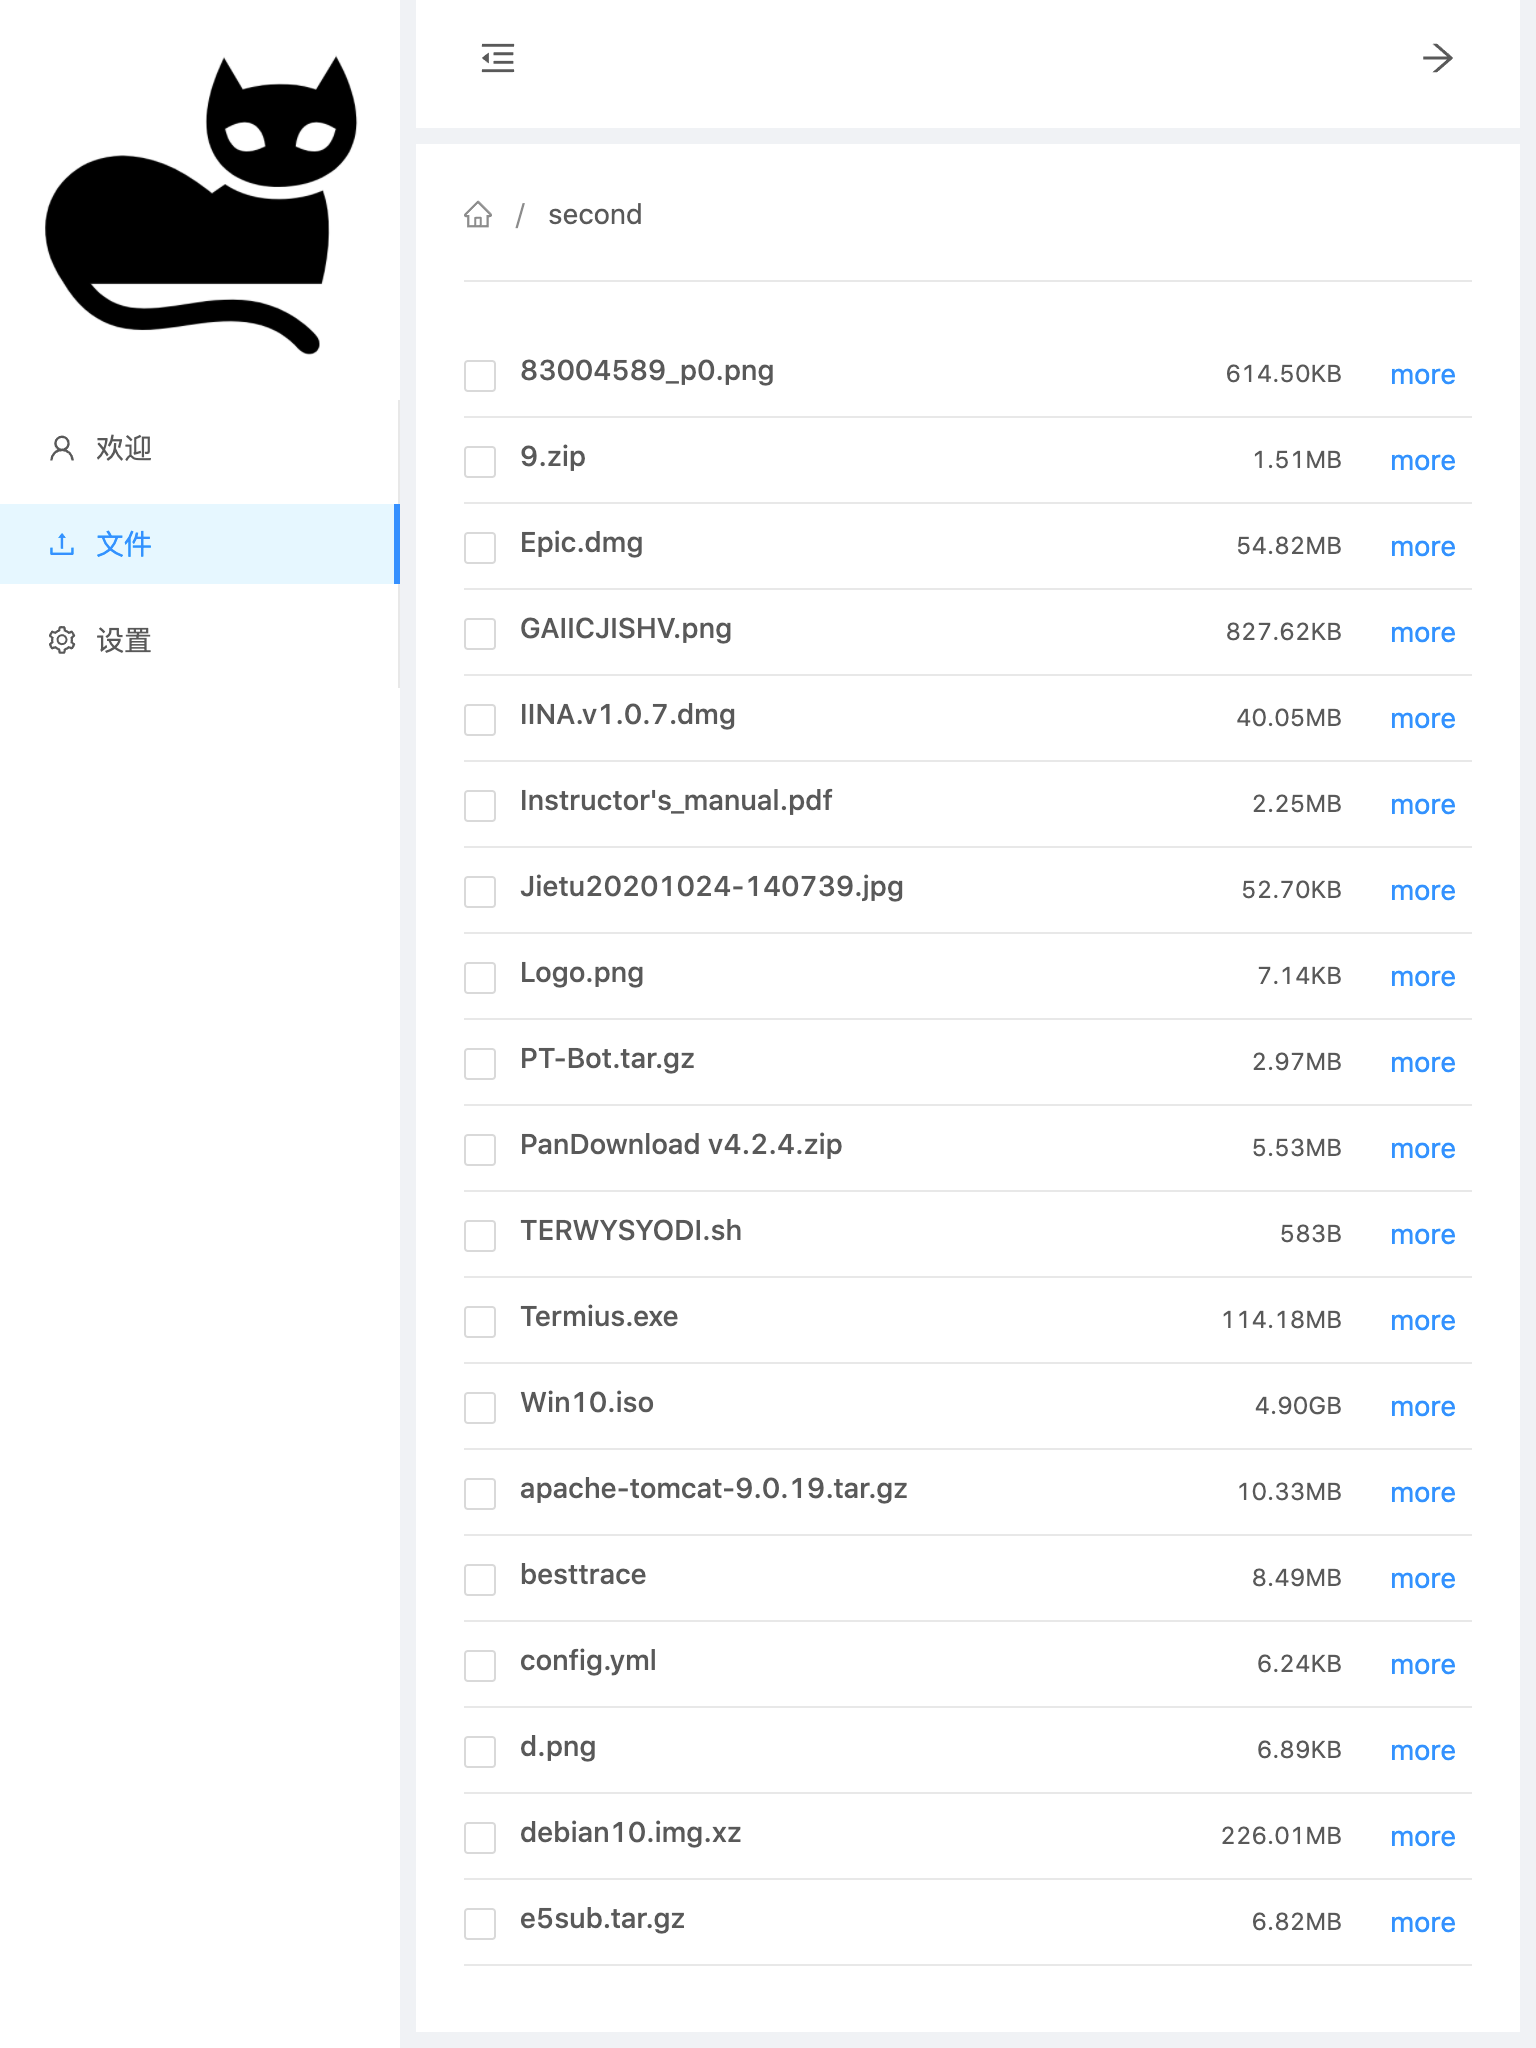 欢迎
文件
设置
/ second
83004589_p0.png 614.50KB more
9.zip 1.51MB more
Epic.dmg 54.82MB more
GAIICJISHV.png 827.62KB more
IINA.v1.0.7.dmg 40.05MB more
Instructor's_manual.pdf 2.25MB more
Jietu20201024-140739.jpg 52.70KB more
Logo.png 7.14KB more
PT-Bot.tar.gz 2.97MB more
PanDownload v4.2.4.zip 5.53MB more
TERWYSYODI.sh 583B more
Termius.exe 114.18MB more
Win10.iso 4.90GB more
apache-tomcat-9.0.19.tar.gz 10.33MB more
besttrace 8.49MB more
config.yml 6.24KB more
d.png 6.89KB more
debian10.img.xz 226.01MB more
e5sub.tar.gz 6.82MB more